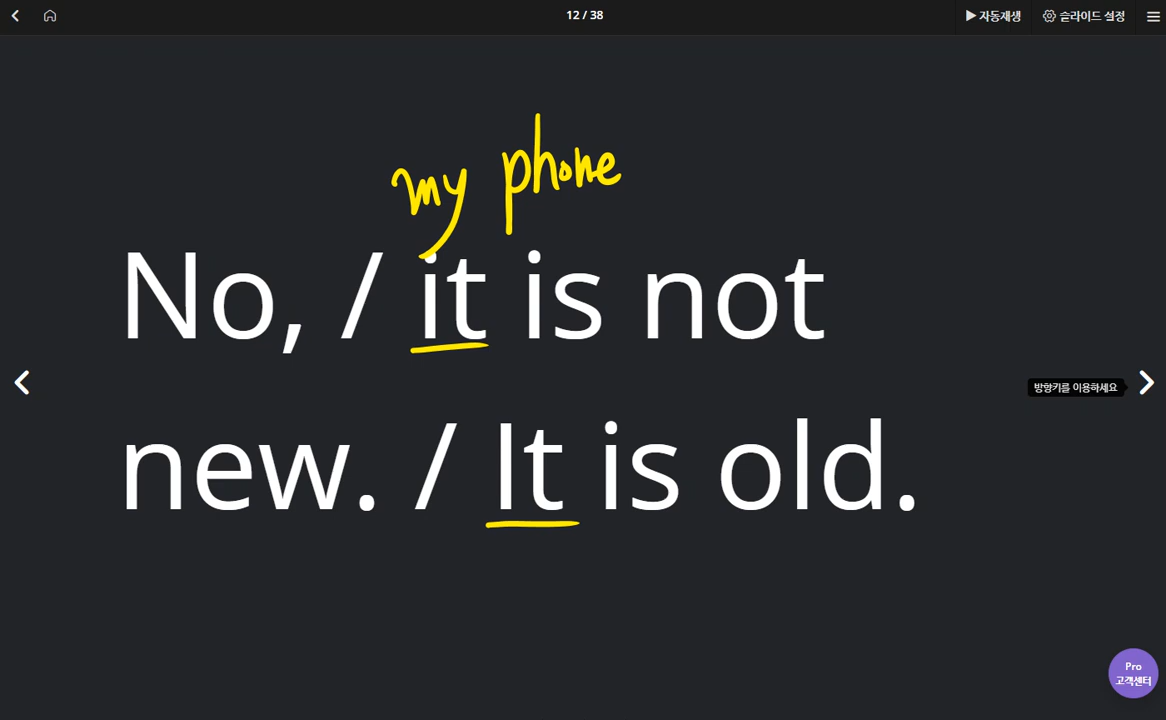 12 / 38
자동재생
슬라이드 설정
my phone
No, / it is not
방향키를 이용하세요
new. / It is old.
Pro
고객센터